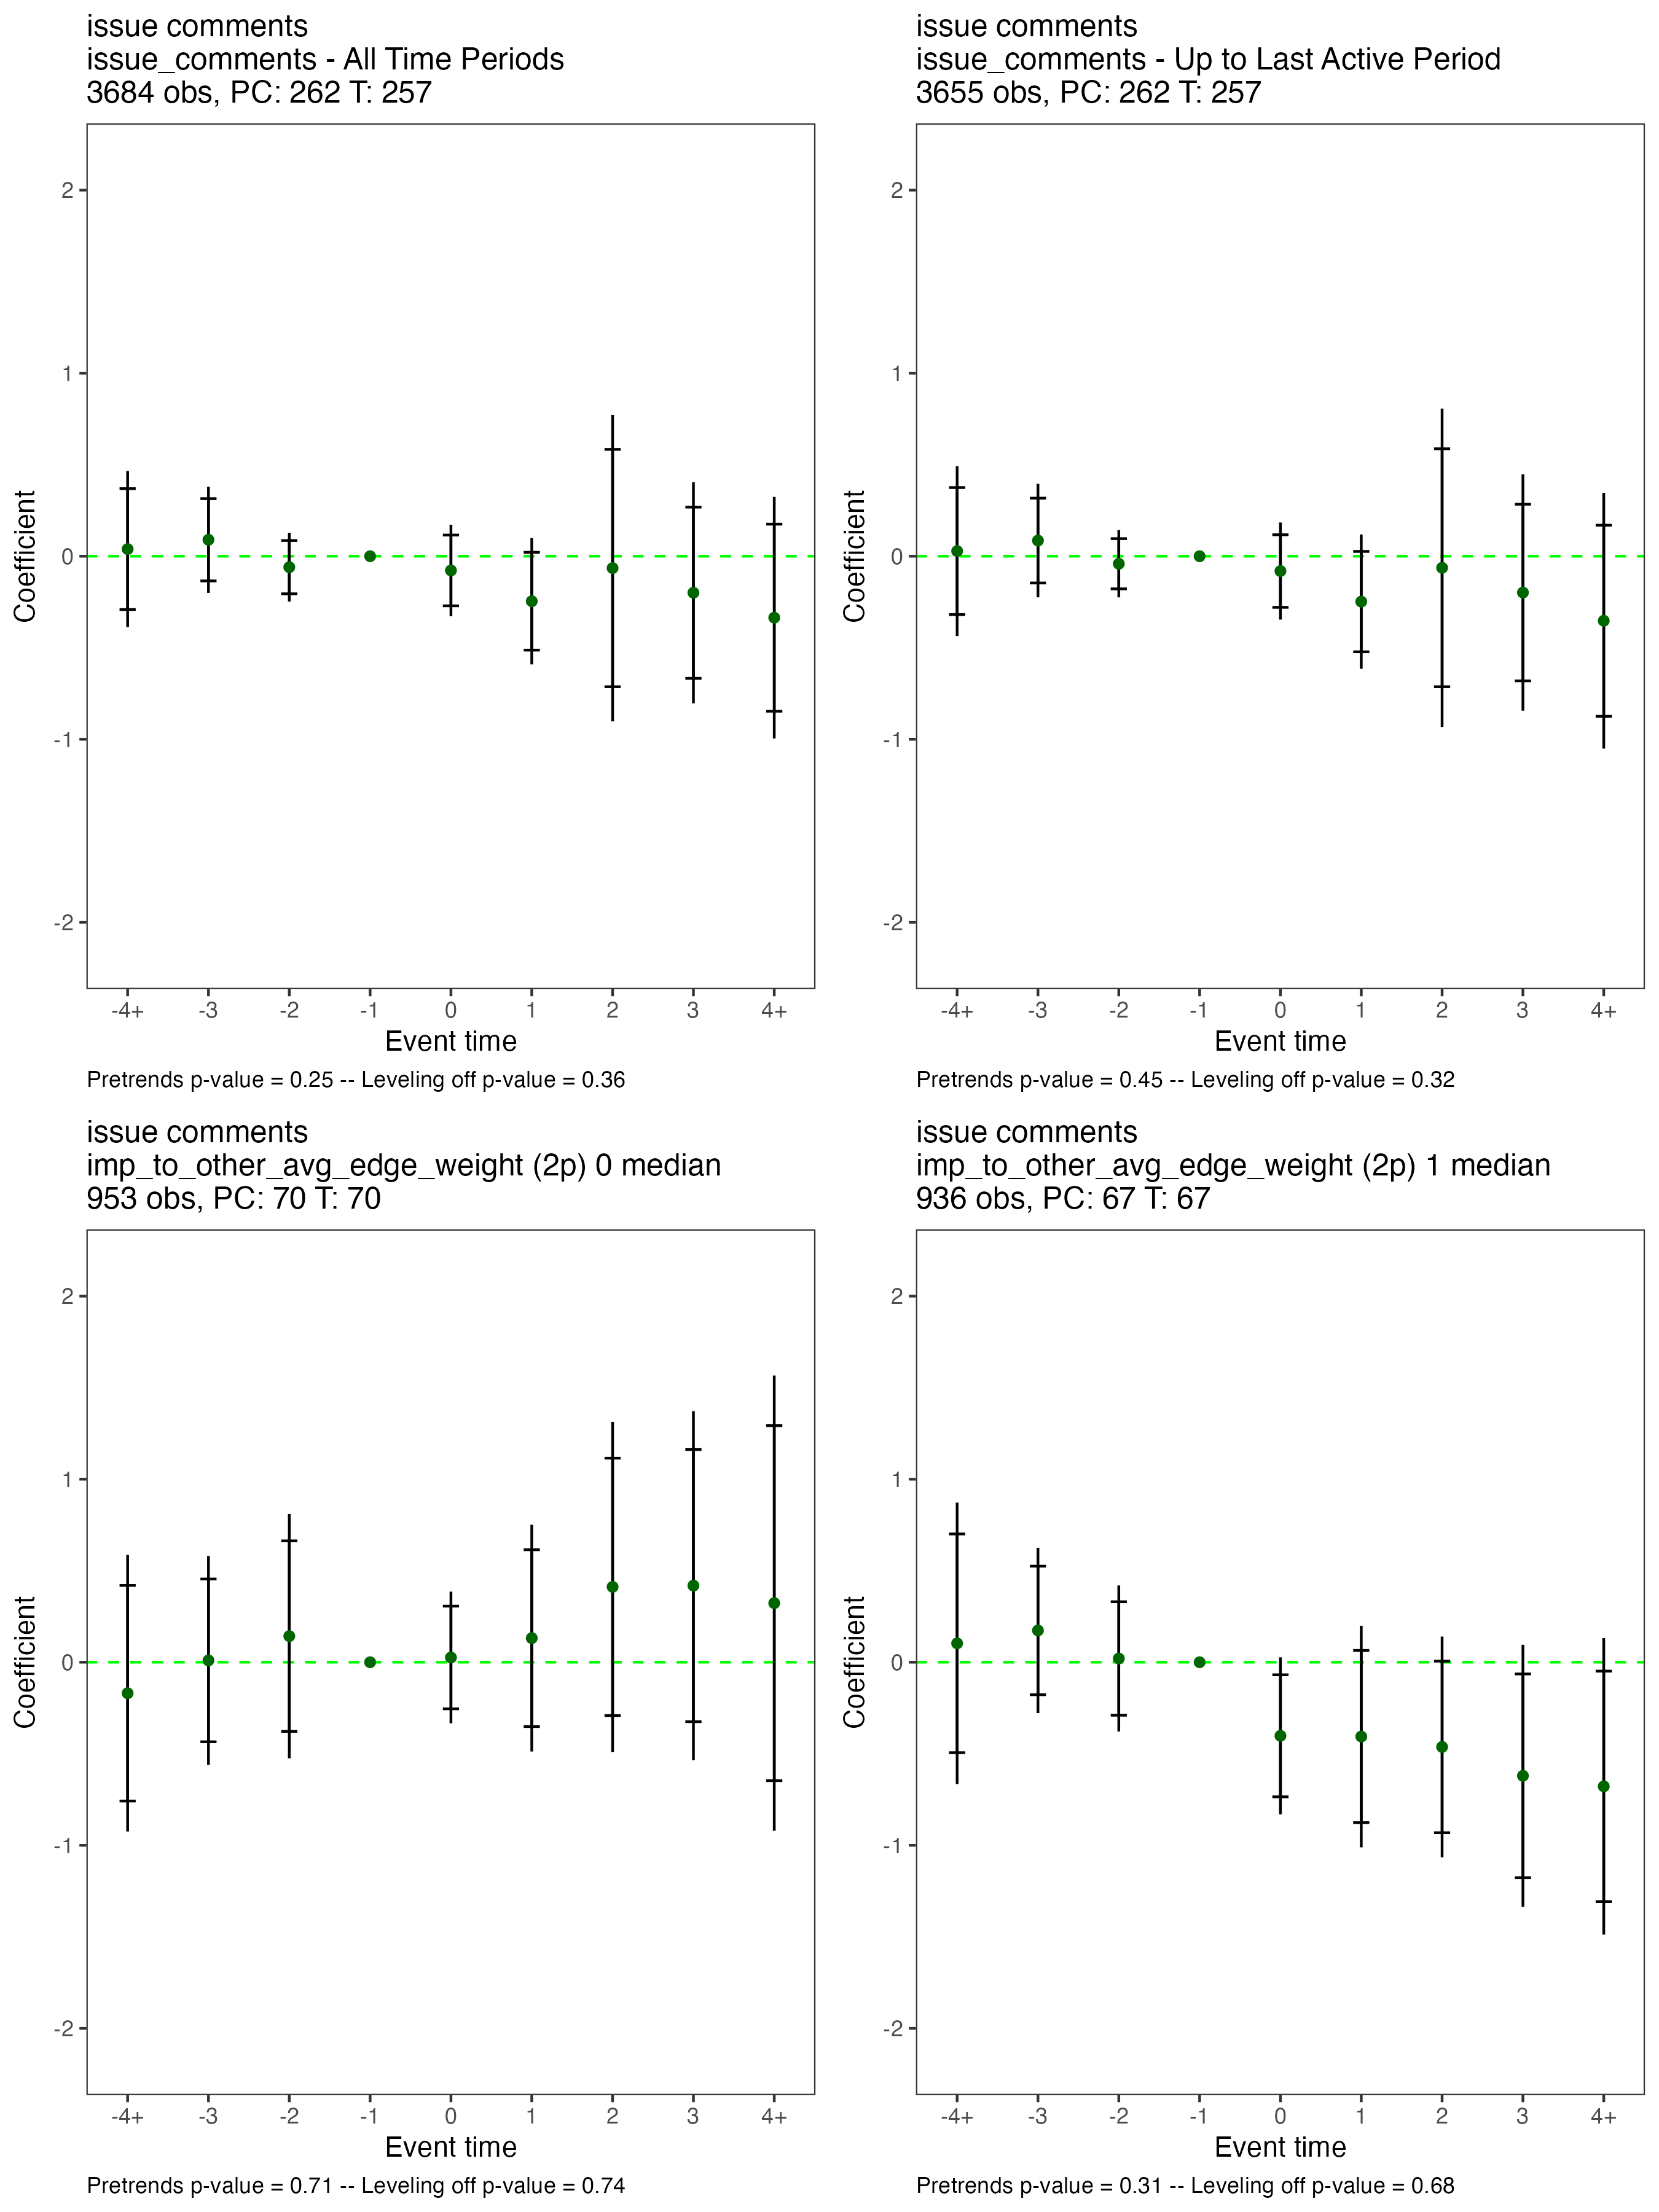 issue comments
issue_comments - All Time Periods
3684 obs, PC: 262 T: 257
Coefficient
2
1
0
-1
-2
-4+ -3 -2 -1 0 1 2 3 4+
Event time
Pretrends p-value = 0.25 -- Leveling off p-value = 0.36
issue comments
issue_comments - Up to Last Active Period
3655 obs, PC: 262 T: 257
Coefficient
2
1
0
-1
-2
-4+ -3 -2 -1 0 1 2 3 4+
Event time
Pretrends p-value = 0.45 -- Leveling off p-value = 0.32
issue comments
imp_to_other_avg_edge_weight (2p) 0 median
953 obs, PC: 70 T: 70
Coefficient
2
1
0
-1
-2
-4+ -3 -2 -1 0 1 2 3 4+
Event time
Pretrends p-value = 0.71 -- Leveling off p-value = 0.74
issue comments
imp_to_other_avg_edge_weight (2p) 1 median
936 obs, PC: 67 T: 67
Coefficient
2
1
0
-1
-2
-4+ -3 -2 -1 0 1 2 3 4+
Event time
Pretrends p-value = 0.31 -- Leveling off p-value = 0.68